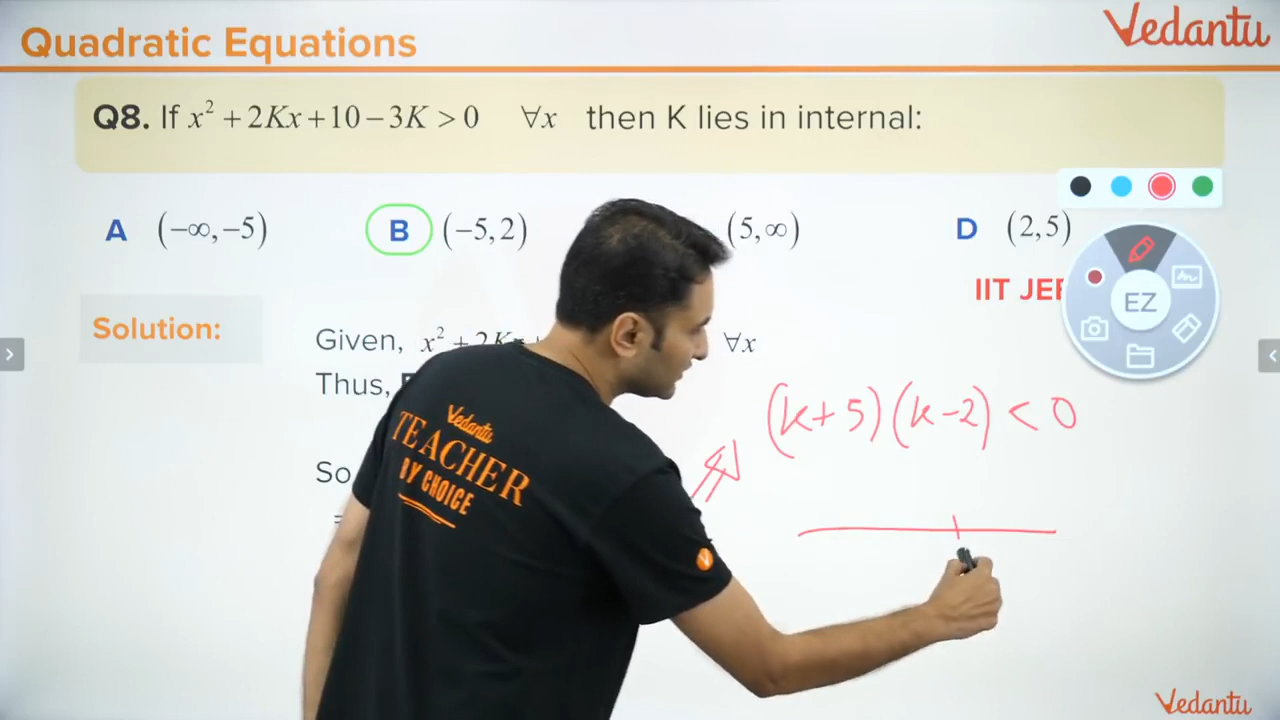 Quadratic Equations
Vedantu
Q8. If x² + 2Kx + 10 − 3K > 0 ∀x then K lies in internal:
A (−∞, −5) B (−5, 2) (5, ∞) D (2, 5)
IIT JEE
Solution:
EZ
Given, x² + 2K ∀x
Thus,
(k+5)(k-2) < 0
So
Vedantu
TEACHER
BY CHOICE
Vedantu